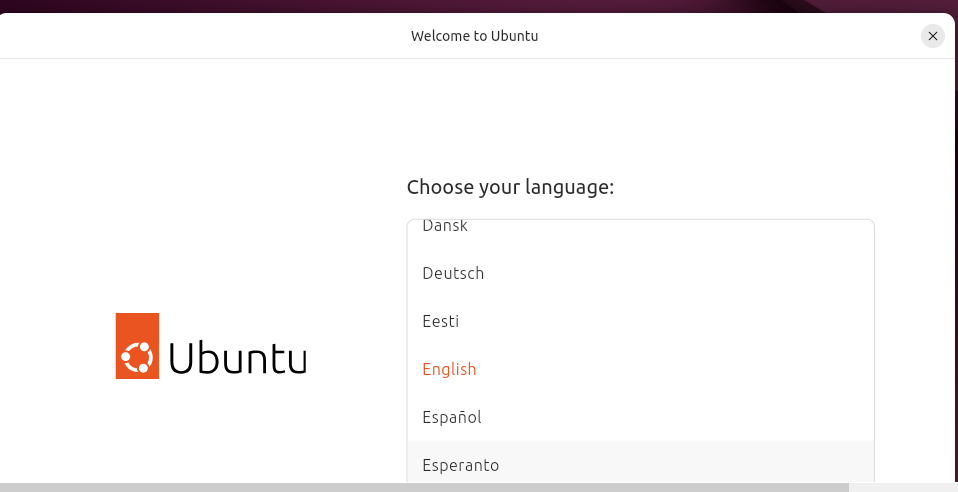 Welcome to Ubuntu
Choose your language:
Dansk
Deutsch
Eesti
Ubuntu
English
Español
Esperanto